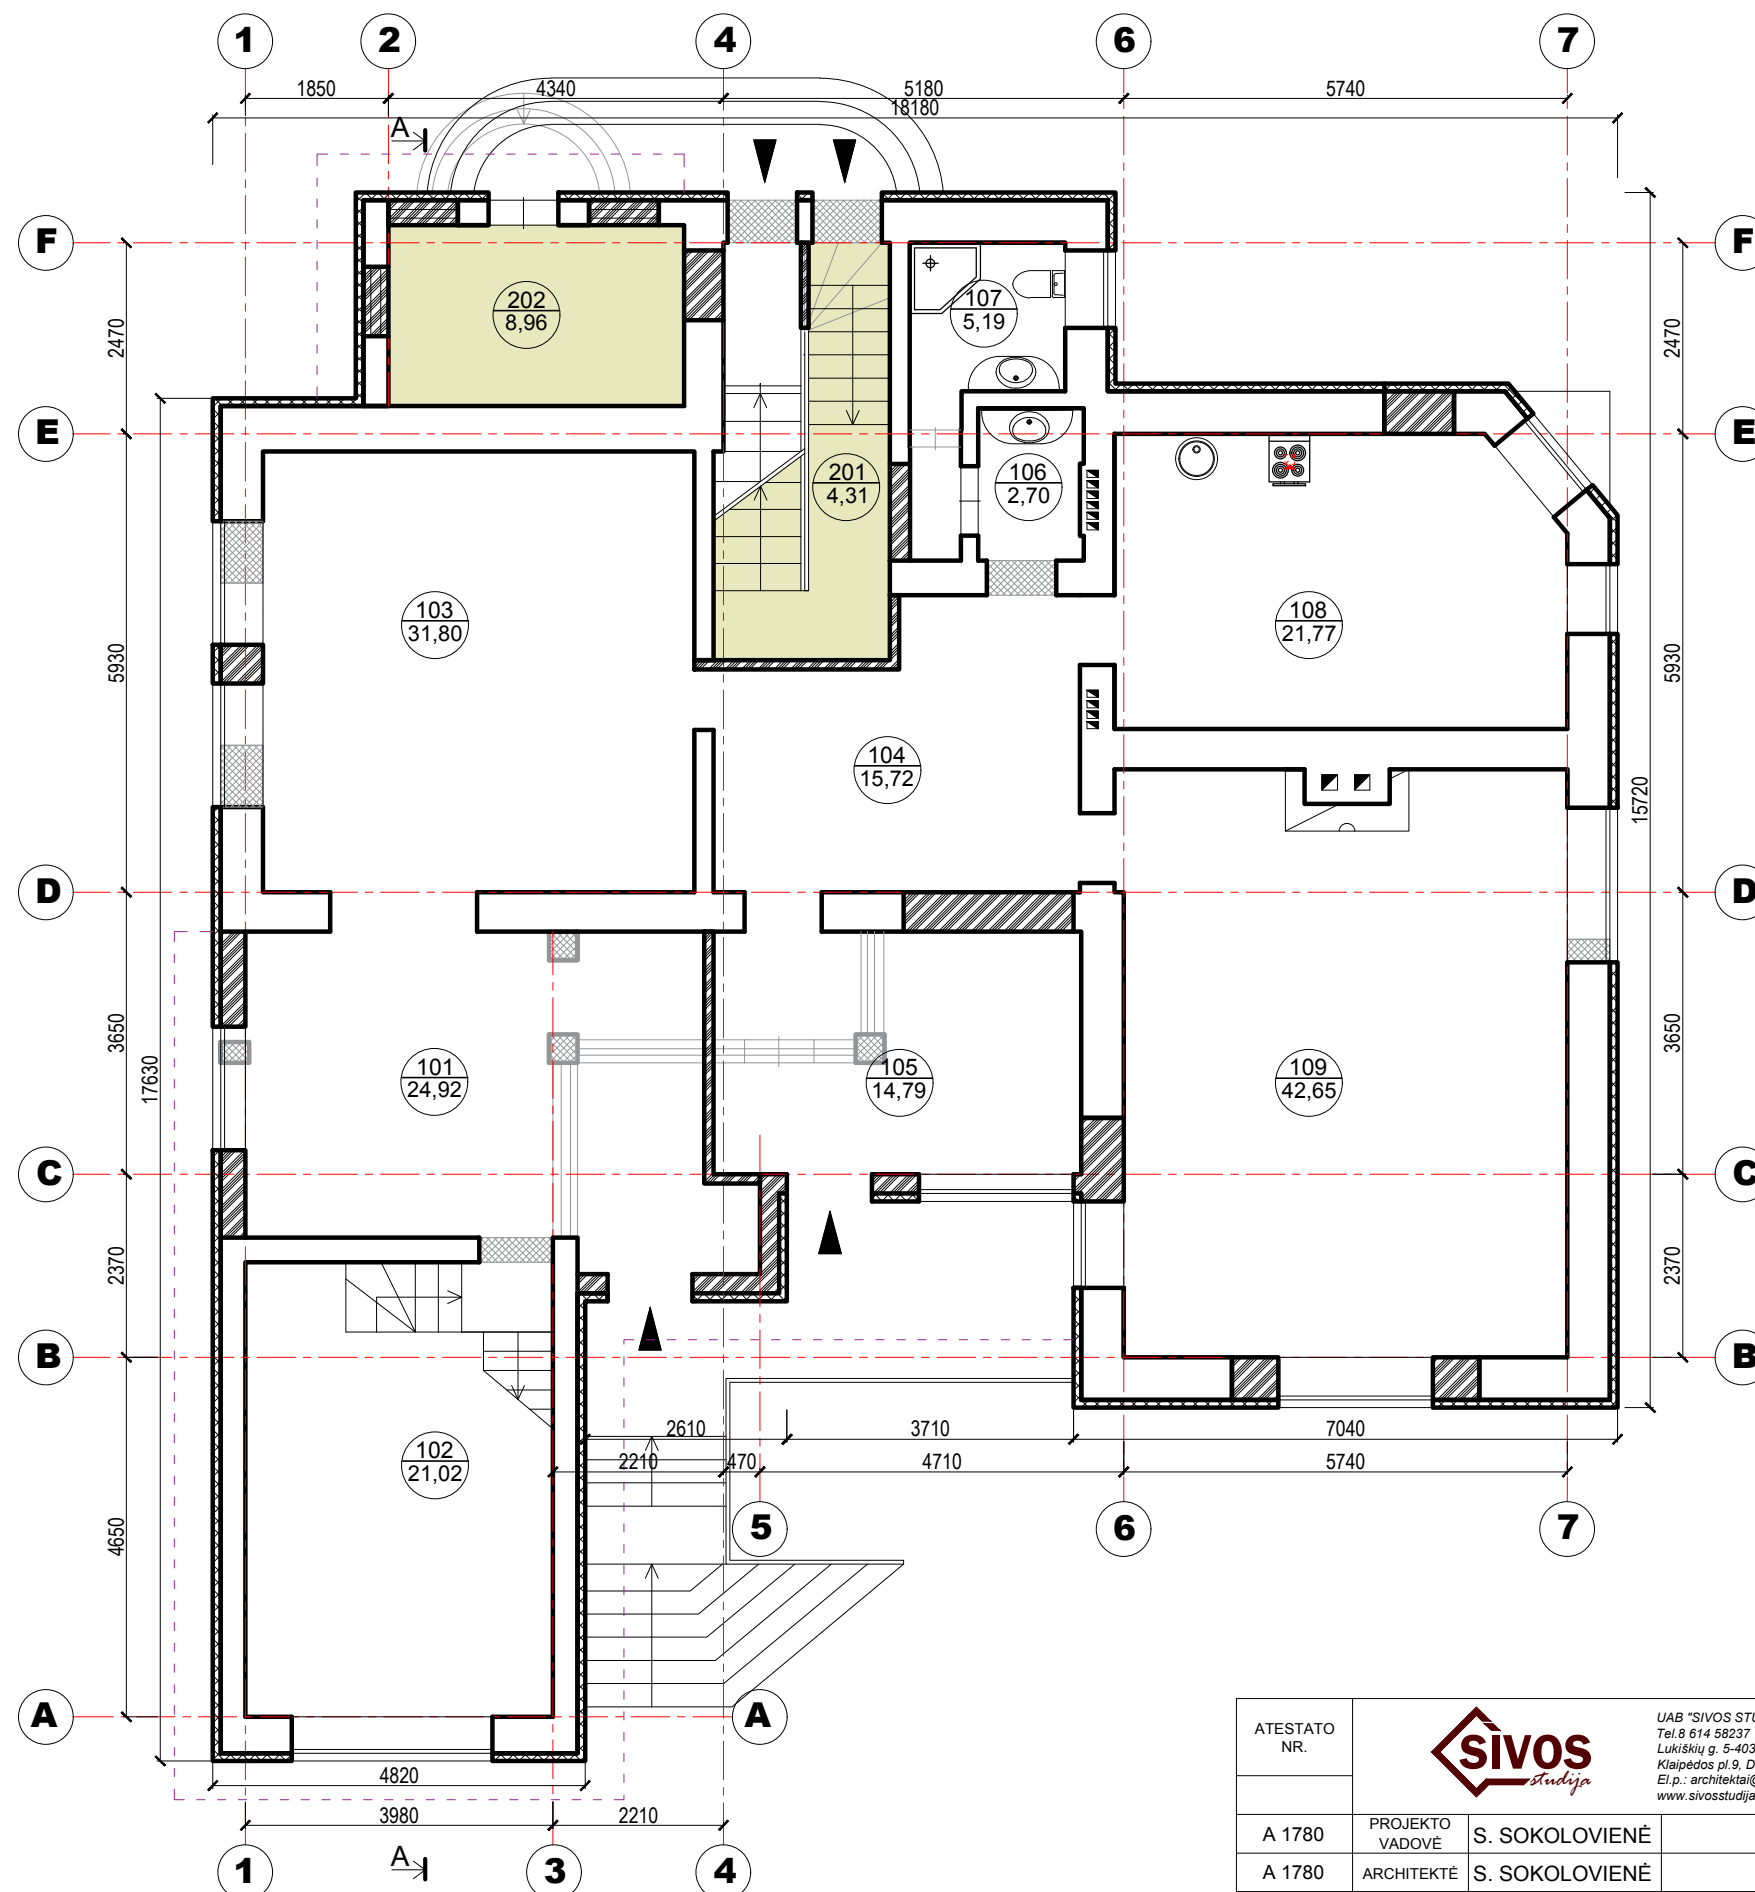 1 2 4 6 7
1850 4340 5180 5740
18180
A
F F
202
8,96
107
5,19
2470 2470
E E
201
4,31
106
2,70
103
31,80
108
21,77
5930 5930
104
15,72
15720
D D
3650 3650
17630
101
24,92
105
14,79
109
42,65
C C
2370 2370
B B
2610 3710 7040
2210 470 4710 5740
102
21,02
5 6 7
4650
A A
4820
3980 2210
A
1 3 4
ATESTATO
NR.
SIVOS
studija
UAB "SIVOS STU
Tel.8 614 58237
Lukiškių g. 5-403
Klaipėdos pl.9, D
El.p.: architektai@
www.sivosstudija
A 1780 PROJEKTO
VADOVĖ S. SOKOLOVIENĖ
A 1780 ARCHITEKTĖ S. SOKOLOVIENĖ